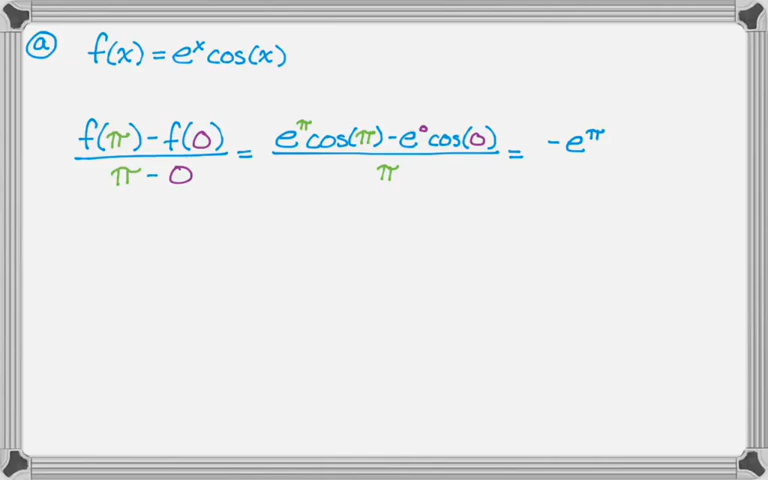 ⓐ f(x) = e^x cos(x)
f(π) - f(0) / π - 0 = e^π cos(π) - e^0 cos(0) / π = -e^π